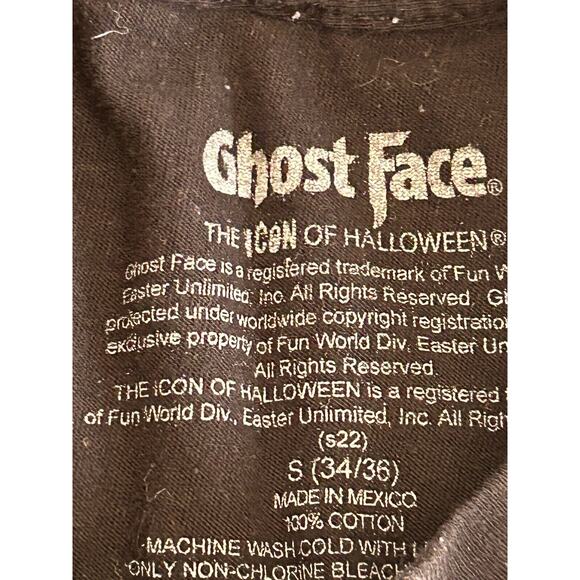 Ghost Face®
THE ICON OF HALLOWEEN®
Ghost Face is a registered trademark of Fun W
Easter Unlimited, Inc. All Rights Reserved. Gh
protected under worldwide copyright registration
exclusive property of Fun World Div., Easter Un
All Rights Reserved.
THE ICON OF HALLOWEEN is a registered
of Fun World Div., Easter Unlimited, Inc. All Righ
(s22)
S (34/36)
MADE IN MEXICO
100% COTTON
MACHINE WASH COLD WITH
ONLY NON-CHLORINE BLEACH